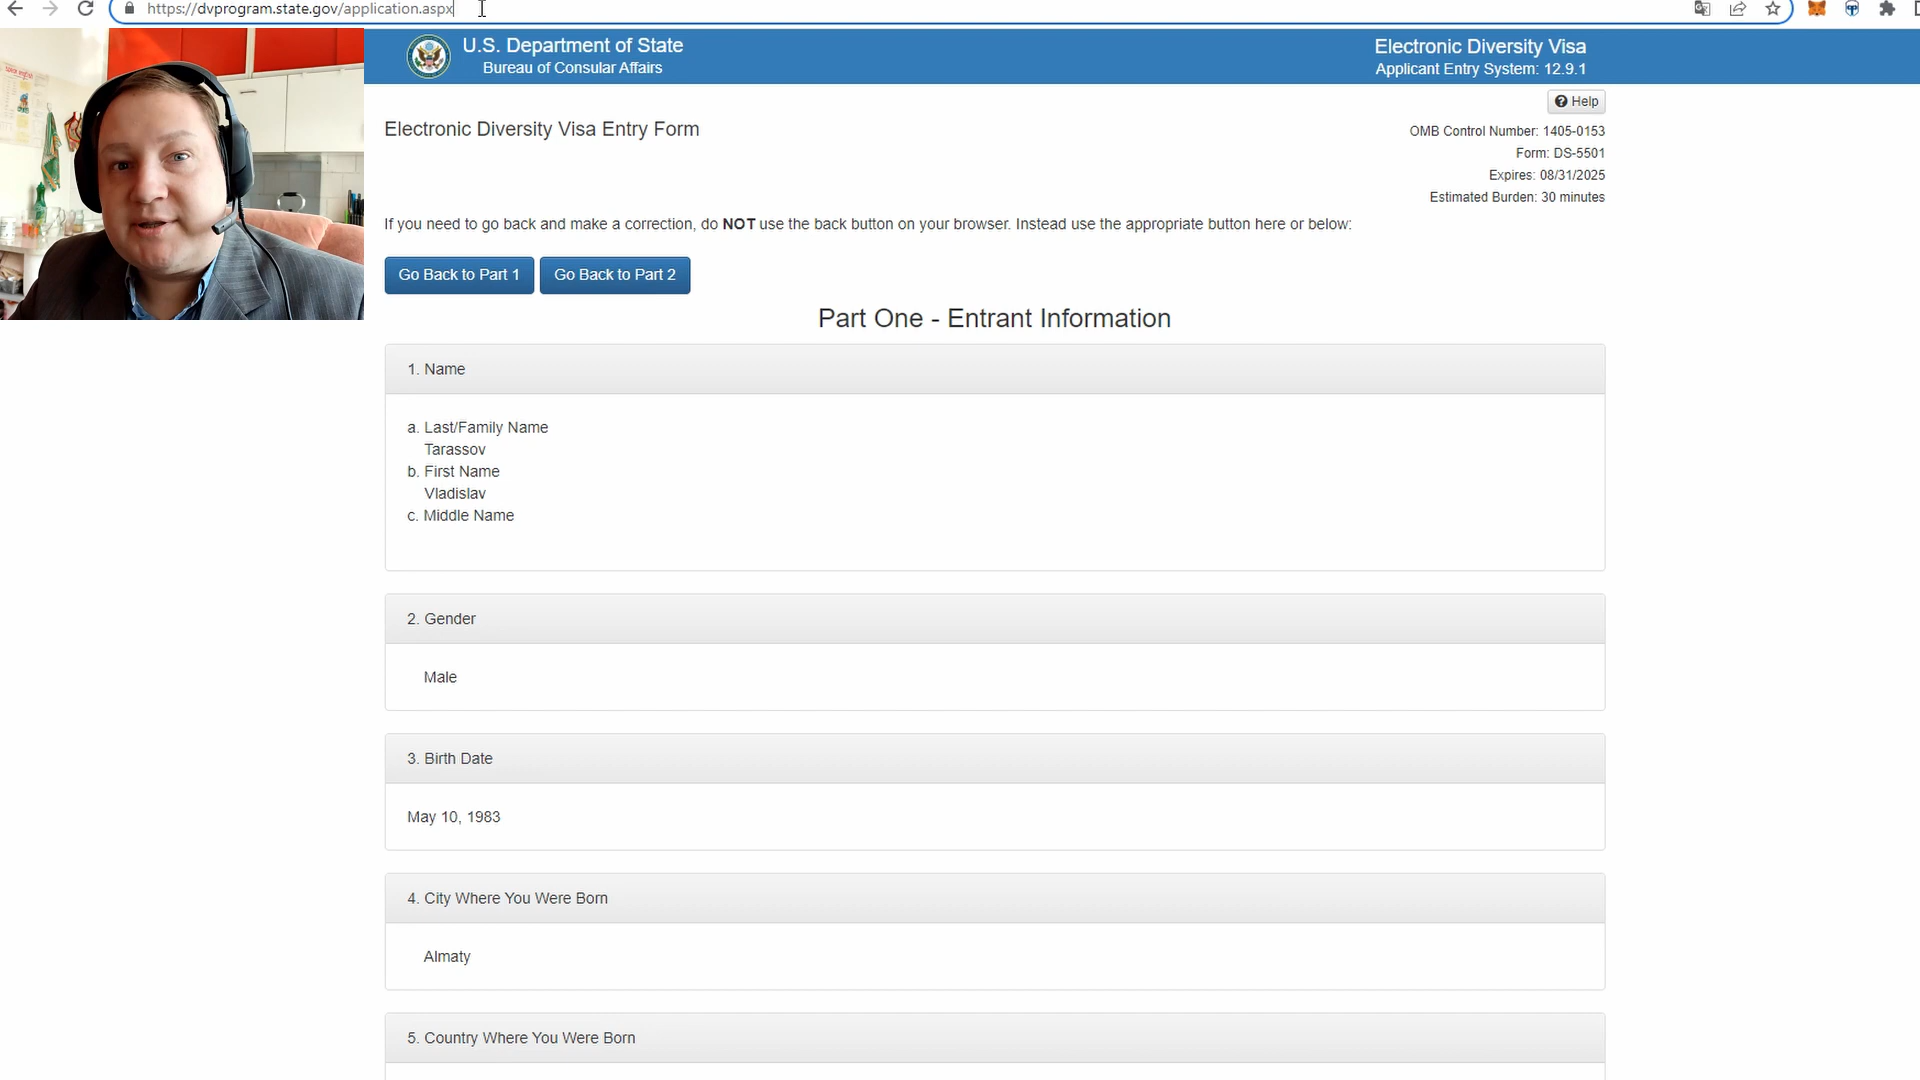 https://dvprogram.state.gov/application.aspx
U.S. Department of State
Bureau of Consular Affairs
Electronic Diversity Visa
Applicant Entry System: 12.9.1
Help
Electronic Diversity Visa Entry Form
OMB Control Number: 1405-0153
Form: DS-5501
Expires: 08/31/2025
Estimated Burden: 30 minutes
If you need to go back and make a correction, do NOT use the back button on your browser. Instead use the appropriate button here or below:
Go Back to Part 1
Go Back to Part 2
Part One - Entrant Information
1. Name
a. Last/Family Name
Tarassov
b. First Name
Vladislav
c. Middle Name
2. Gender
Male
3. Birth Date
May 10, 1983
4. City Where You Were Born
Almaty
5. Country Where You Were Born